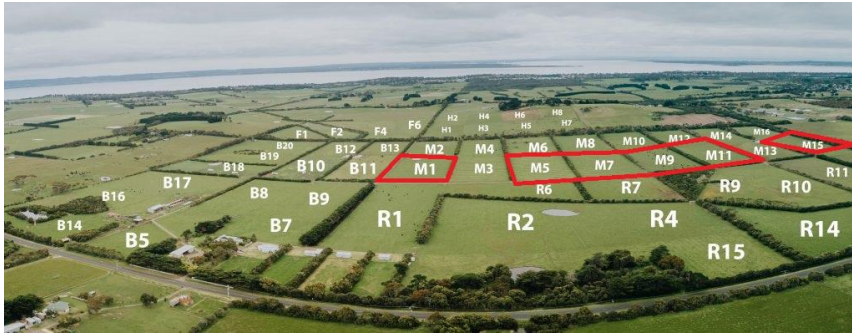 H2 H4 H6 H8
F6 H1 H3 H5 H7
F1 F2 F4
B20 B12 B13 M2 M4 M6 M8 M10 M12 M14 M16
B19 M13 M15
B18 B10 B11 M1 M3 M5 M7 M9 M11 R11
B17 B16 B8 B9 R6 R7 R9 R10
B14 B5 B7 R1 R2 R4 R14
R15